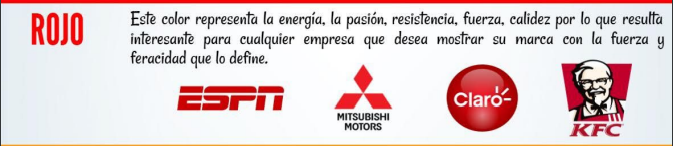 ROJO
Este color representa la energía, la pasión, resistencia, fuerza, calidez por lo que resulta
interesante para cualquier empresa que desea mostrar su marca con la fuerza y
feracidad que lo define.
ESPN
MITSUBISHI
MOTORS
Claro
KFC